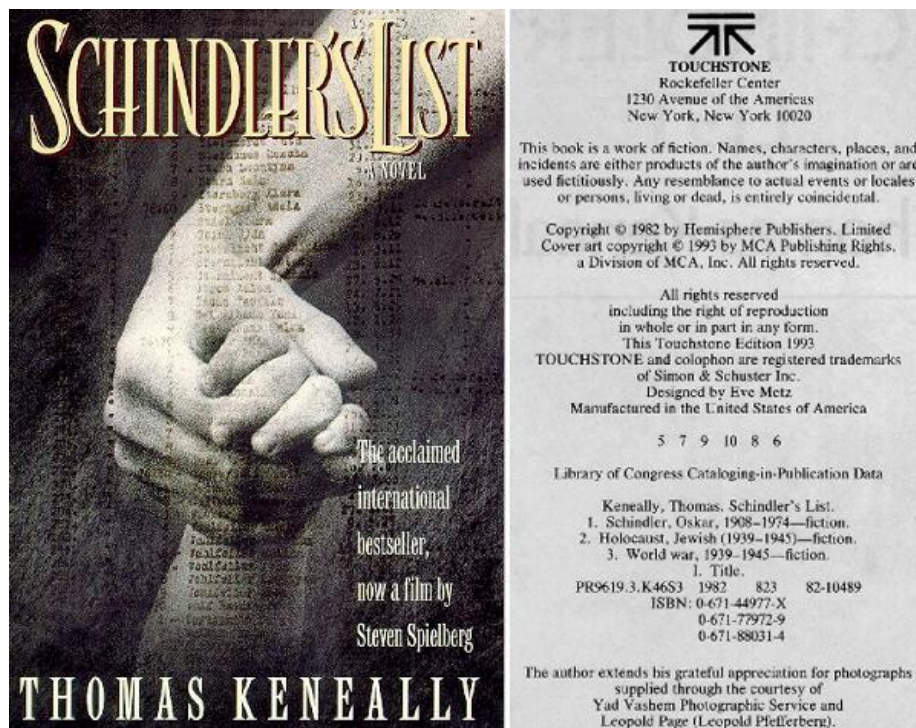 SCHINDLER'S LIST
A NOVEL
The acclaimed
international
bestseller,
now a film by
Steven Spielberg
THOMAS KENEALLY
TOUCHSTONE
Rockefeller Center
1230 Avenue of the Americas
New York, New York 10020
This book is a work of fiction. Names, characters, places, and
incidents are either products of the author's imagination or are
used fictitiously. Any resemblance to actual events or locales
or persons, living or dead, is entirely coincidental.
Copyright © 1982 by Hemisphere Publishers, Limited
Cover art copyright © 1993 by MCA Publishing Rights,
a Division of MCA, Inc. All rights reserved.
All rights reserved
including the right of reproduction
in whole or in part in any form.
This Touchstone Edition 1993
TOUCHSTONE and colophon are registered trademarks
of Simon & Schuster Inc.
Designed by Eve Metz
Manufactured in the United States of America
5 7 9 10 8 6
Library of Congress Cataloging-in-Publication Data
Keneally, Thomas. Schindler's List.
1. Schindler, Oskar, 1908–1974—fiction.
2. Holocaust, Jewish (1939–1945)—fiction.
3. World war, 1939–1945—fiction.
I. Title.
PR9619.3.K46S3 1982 823 82-10489
ISBN: 0-671-44977-X
0-671-77972-9
0-671-88031-4
The author extends his grateful appreciation for photographs
supplied through the courtesy of
Yad Vashem Photographic Service and
Leopold Page (Leopold Pfefferberg).